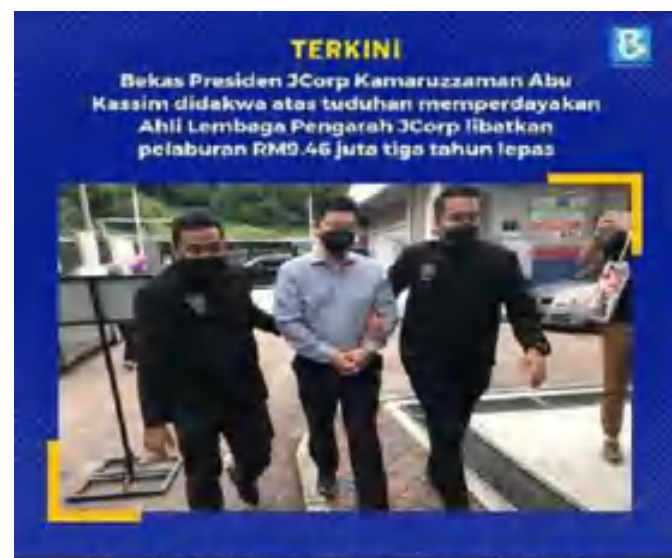 TERKINI
Bekas Presiden JCorp Kamaruzzaman Abu
Kassim didakwa atas tuduhan memperdayakan
Ahli Lembaga Pengarah JCorp libatkan
pelaburan RM9.46 juta tiga tahun lepas